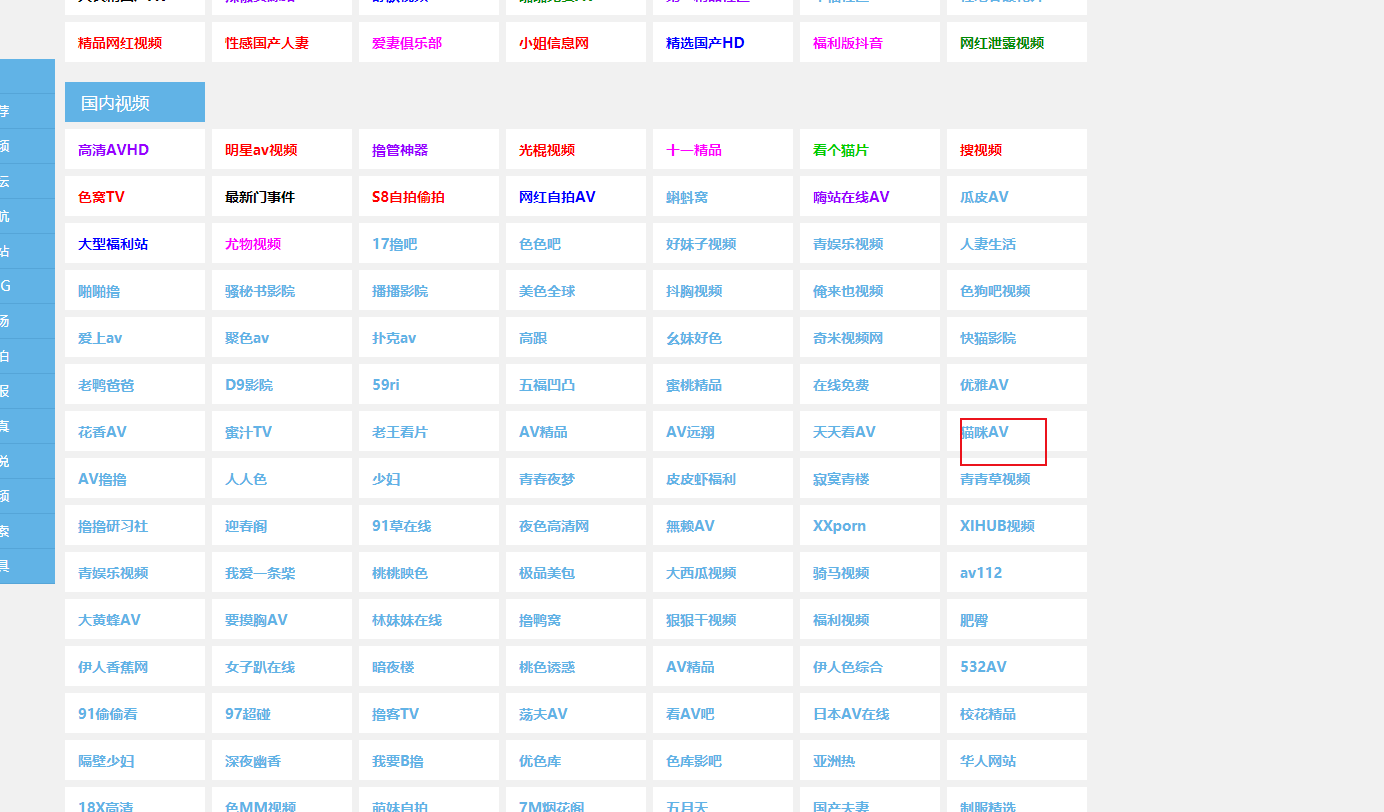 精品网红视频 性感国产人妻 爱妻俱乐部 小姐信息网 精选国产HD 福利版抖音 网红泄露视频
荐
国内视频
频
高清AVHD 明星av视频 撸管神器 光棍视频 十一精品 看个猫片 搜视频
云
色窝TV 最新门事件 S8自拍偷拍 网红自拍AV 蝌蚪窝 嗨站在线AV 瓜皮AV
航
站
大型福利站 尤物视频 17撸吧 色色吧 好妹子视频 青娱乐视频 人妻生活
G
啪啪撸 骚秘书影院 播播影院 美色全球 抖胸视频 俺来也视频 色狗吧视频
场
爱上av 聚色av 扑克av 高跟 幺妹好色 奇米视频网 快猫影院
拍
报
老鸭爸爸 D9影院 59ri 五福凹凸 蜜桃精品 在线免费 优雅AV
真
花香AV 蜜汁TV 老王看片 AV精品 AV远翔 天天看AV 猫咪AV
说
AV撸撸 人人色 少妇 青春夜梦 皮皮虾福利 寂寞青楼 青青草视频
频
撸撸研习社 迎春阁 91草在线 夜色高清网 無赖AV XXporn XIHUB视频
索
具
青娱乐视频 我爱一条柴 桃桃映色 极品美包 大西瓜视频 骑马视频 av112
大黄蜂AV 要摸胸AV 林妹妹在线 撸鸭窝 狠狠干视频 福利视频 肥臀
伊人香蕉网 女子趴在线 暗夜楼 桃色诱惑 AV精品 伊人色综合 532AV
91偷偷看 97超碰 撸客TV 荡夫AV 看AV吧 日本AV在线 校花精品
隔壁少妇 深夜幽香 我要B撸 优色库 色库影吧 亚洲热 华人网站
18X高清 色MM视频 萌妹自拍 7M烟花阁 五月天 国产夫妻 制服精选